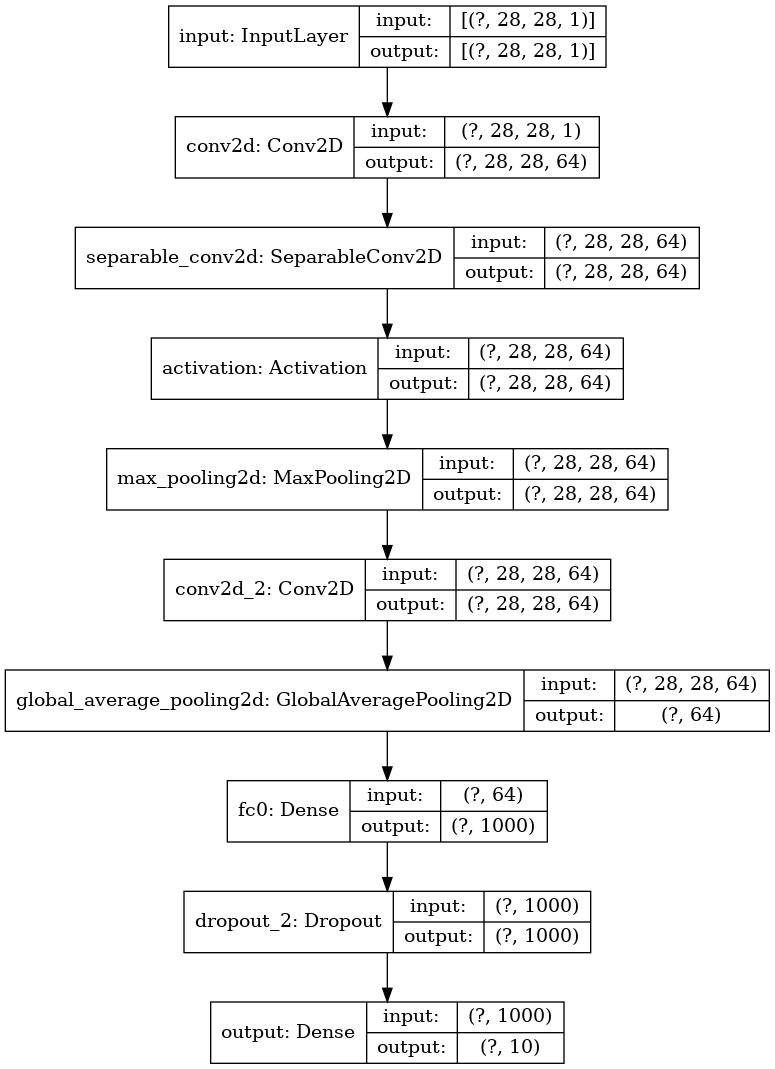 input: InputLayer
input:
[(?, 28, 28, 1)]
output:
[(?, 28, 28, 1)]
conv2d: Conv2D
input:
(?, 28, 28, 1)
output:
(?, 28, 28, 64)
separable_conv2d: SeparableConv2D
input:
(?, 28, 28, 64)
output:
(?, 28, 28, 64)
activation: Activation
input:
(?, 28, 28, 64)
output:
(?, 28, 28, 64)
max_pooling2d: MaxPooling2D
input:
(?, 28, 28, 64)
output:
(?, 28, 28, 64)
conv2d_2: Conv2D
input:
(?, 28, 28, 64)
output:
(?, 28, 28, 64)
global_average_pooling2d: GlobalAveragePooling2D
input:
(?, 28, 28, 64)
output:
(?, 64)
fc0: Dense
input:
(?, 64)
output:
(?, 1000)
dropout_2: Dropout
input:
(?, 1000)
output:
(?, 1000)
output: Dense
input:
(?, 1000)
output:
(?, 10)